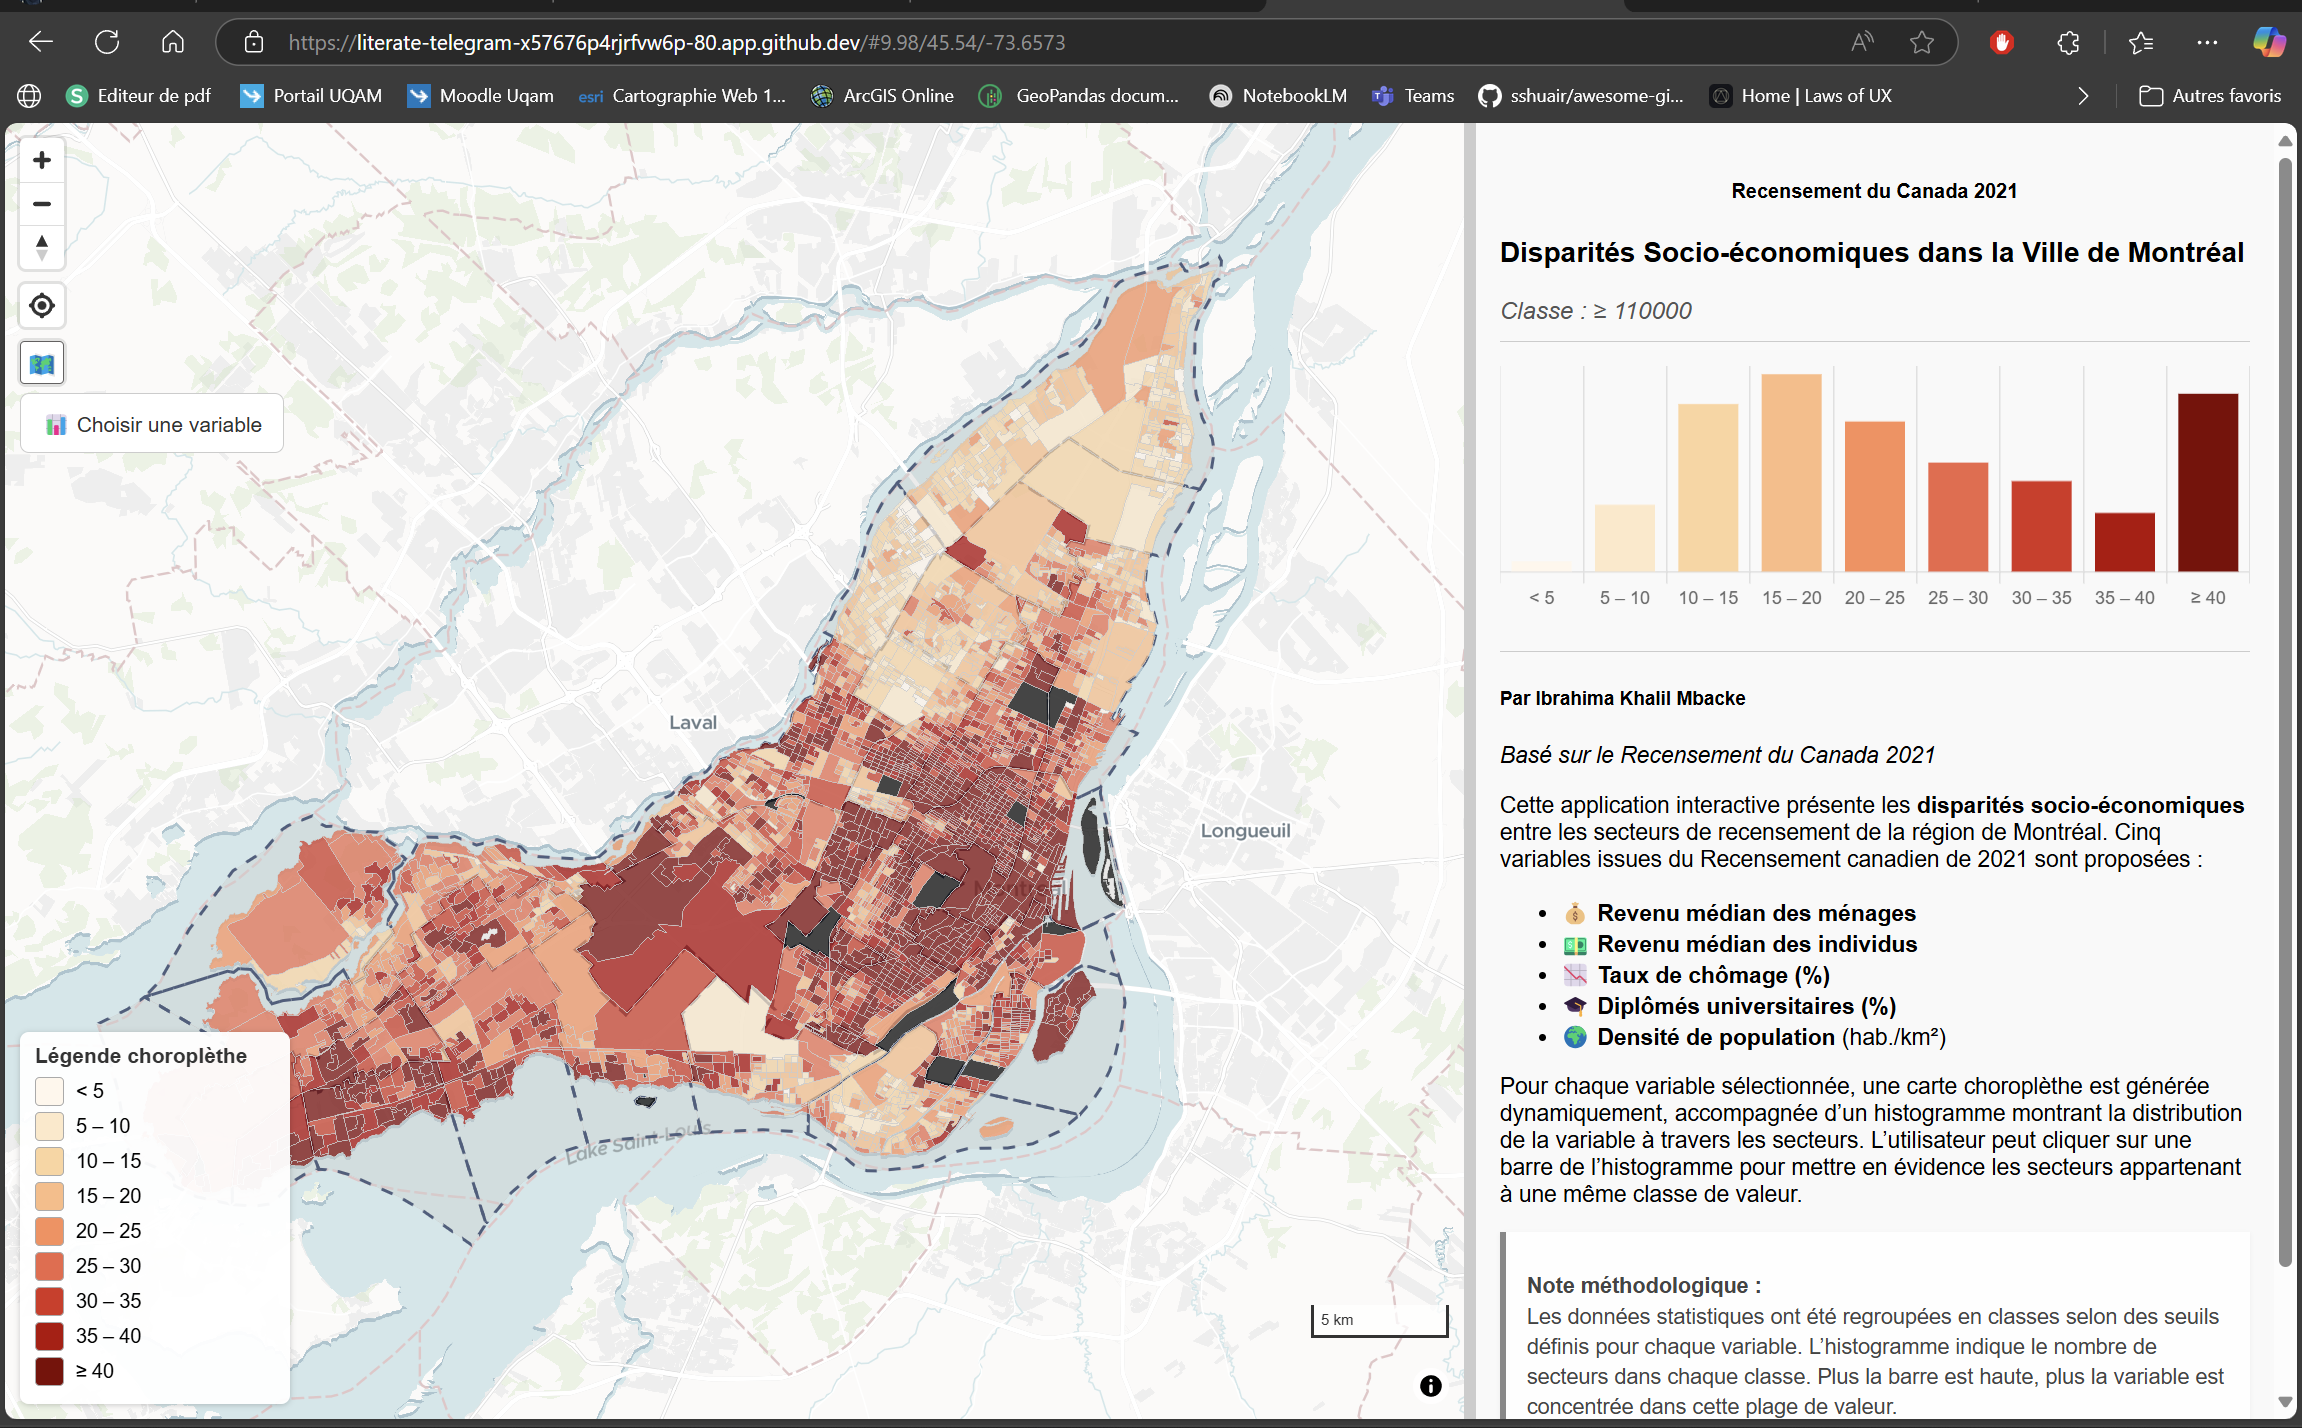 https://literate-telegram-x57676p4rjrfvw6p-80.app.github.dev/#9.98/45.54/-73.6573
Editeur de pdf
Portail UQAM
Moodle Uqam
esri Cartographie Web 1...
ArcGIS Online
GeoPandas docum...
NotebookLM
Teams
sshuair/awesome-gi...
Home | Laws of UX
Autres favoris
Choisir une variable
Laval
Longueuil
Montréal
Lake Saint-Louis
Légende choroplèthe
< 5
5 – 10
10 – 15
15 – 20
20 – 25
25 – 30
30 – 35
35 – 40
≥ 40
5 km
Recensement du Canada 2021
Disparités Socio-économiques dans la Ville de Montréal
Classe : ≥ 110000
< 5
5 – 10
10 – 15
15 – 20
20 – 25
25 – 30
30 – 35
35 – 40
≥ 40
Par Ibrahima Khalil Mbacke
Basé sur le Recensement du Canada 2021
Cette application interactive présente les disparités socio-économiques
entre les secteurs de recensement de la région de Montréal. Cinq
variables issues du Recensement canadien de 2021 sont proposées :
Revenu médian des ménages
Revenu médian des individus
Taux de chômage (%)
Diplômés universitaires (%)
Densité de population (hab./km²)
Pour chaque variable sélectionnée, une carte choroplèthe est générée
dynamiquement, accompagnée d’un histogramme montrant la distribution
de la variable à travers les secteurs. L’utilisateur peut cliquer sur une
barre de l’histogramme pour mettre en évidence les secteurs appartenant
à une même classe de valeur.
Note méthodologique :
Les données statistiques ont été regroupées en classes selon des seuils
définis pour chaque variable. L’histogramme indique le nombre de
secteurs dans chaque classe. Plus la barre est haute, plus la variable est
concentrée dans cette plage de valeur.